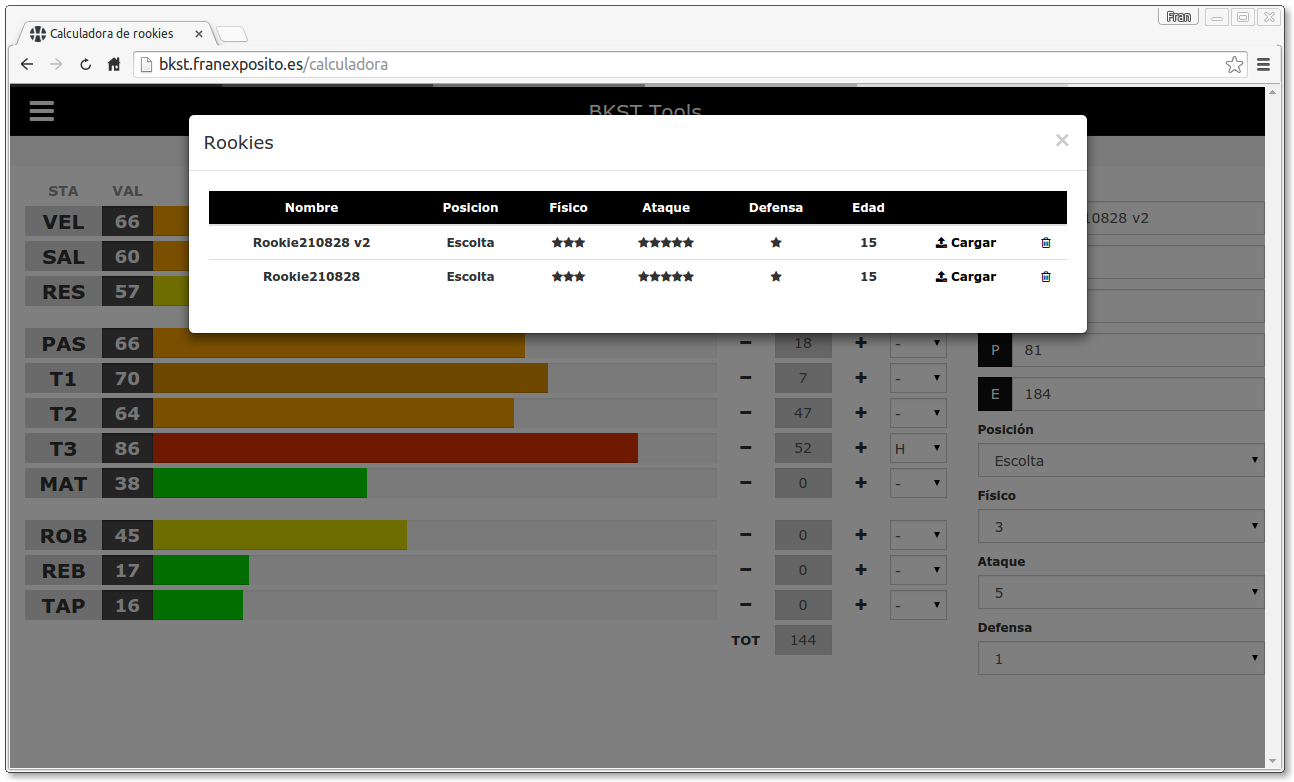 Fran
Calculadora de rookies
bkst.franexposito.es/calculadora
BKST Tools
Rookies ×
Nombre Posicion Físico Ataque Defensa Edad
Rookie210828 v2 Escolta ★★★ ★★★★★ ★ 15 Cargar
Rookie210828 Escolta ★★★ ★★★★★ ★ 15 Cargar
STA VAL
VEL 66 10828 v2
SAL 60
RES 57
PAS 66 − 18 + - P 81
T1 70 − 7 + - E 184
T2 64 − 47 + -
Posición
T3 86 − 52 + H Escolta
MAT 38 − 0 + -
Físico
ROB 45 − 0 + - 3
Ataque
REB 17 − 0 + -
TAP 16 − 0 + - 5
Defensa
TOT 144
1